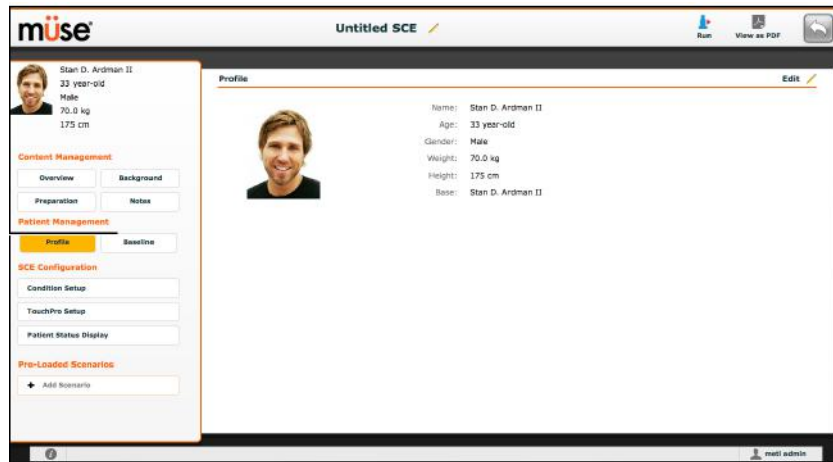 müse
Untitled SCE
Run
View as PDF
Stan D. Ardman II
33 year-old
Male
70.0 kg
175 cm
Content Management
Overview Background
Preparation Notes
Patient Management
Profile Baseline
SCE Configuration
Condition Setup
TouchPro Setup
Patient Status Display
Pre-Loaded Scenarios
+ Add Scenario
Profile
Edit
Name: Stan D. Ardman II
Age: 33 year-old
Gender: Male
Weight: 70.0 kg
Height: 175 cm
Base: Stan D. Ardman II
i
meti admin